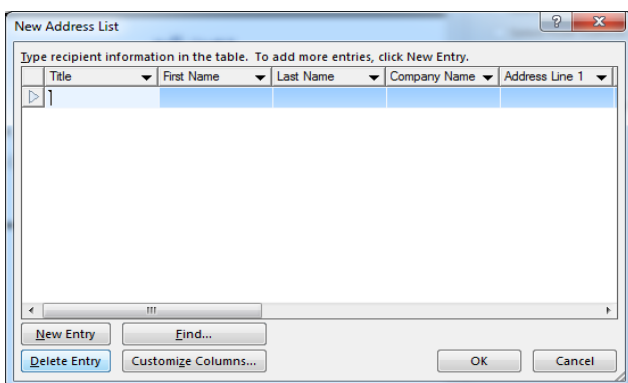 New Address List
Type recipient information in the table. To add more entries, click New Entry.
Title First Name Last Name Company Name Address Line 1
New Entry Find...
Delete Entry Customize Columns... OK Cancel